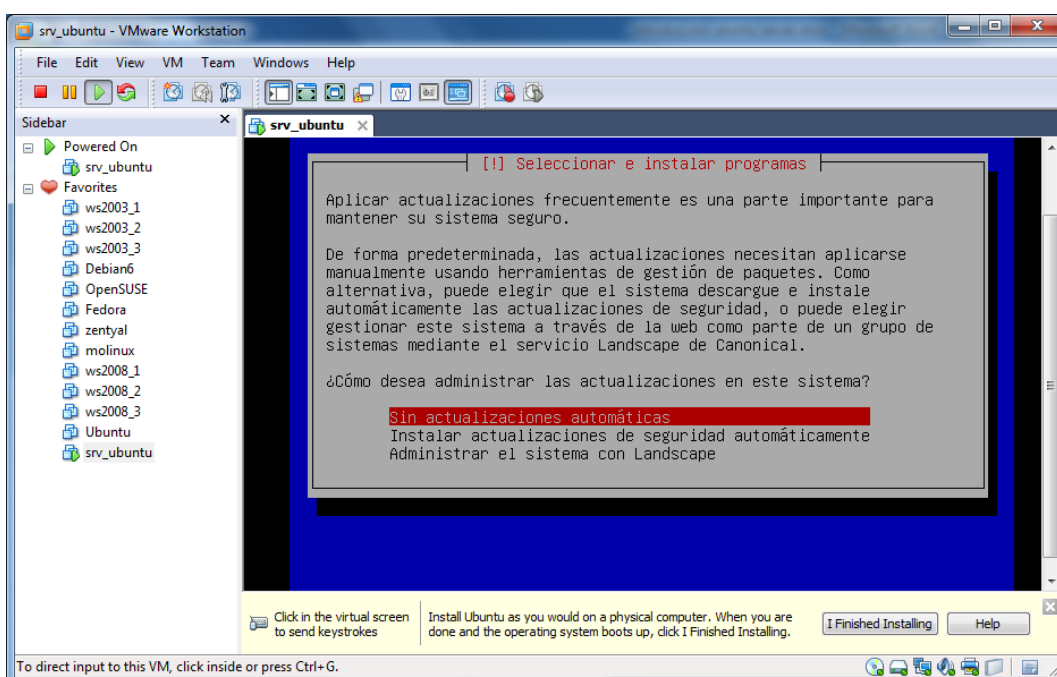 srv_ubuntu - VMware Workstation
File Edit View VM Team Windows Help
Sidebar
Powered On
srv_ubuntu
Favorites
ws2003_1
ws2003_2
ws2003_3
Debian6
OpenSUSE
Fedora
zentyal
molinux
ws2008_1
ws2008_2
ws2008_3
Ubuntu
srv_ubuntu
srv_ubuntu
[!] Seleccionar e instalar programas
Aplicar actualizaciones frecuentemente es una parte importante para
mantener su sistema seguro.
De forma predeterminada, las actualizaciones necesitan aplicarse
manualmente usando herramientas de gestión de paquetes. Como
alternativa, puede elegir que el sistema descargue e instale
automáticamente las actualizaciones de seguridad, o puede elegir
gestionar este sistema a través de la web como parte de un grupo de
sistemas mediante el servicio Landscape de Canonical.
¿Cómo desea administrar las actualizaciones en este sistema?
Sin actualizaciones automáticas
Instalar actualizaciones de seguridad automáticamente
Administrar el sistema con Landscape
Click in the virtual screen
to send keystrokes
Install Ubuntu as you would on a physical computer. When you are
done and the operating system boots up, click I Finished Installing.
I Finished Installing
Help
To direct input to this VM, click inside or press Ctrl+G.